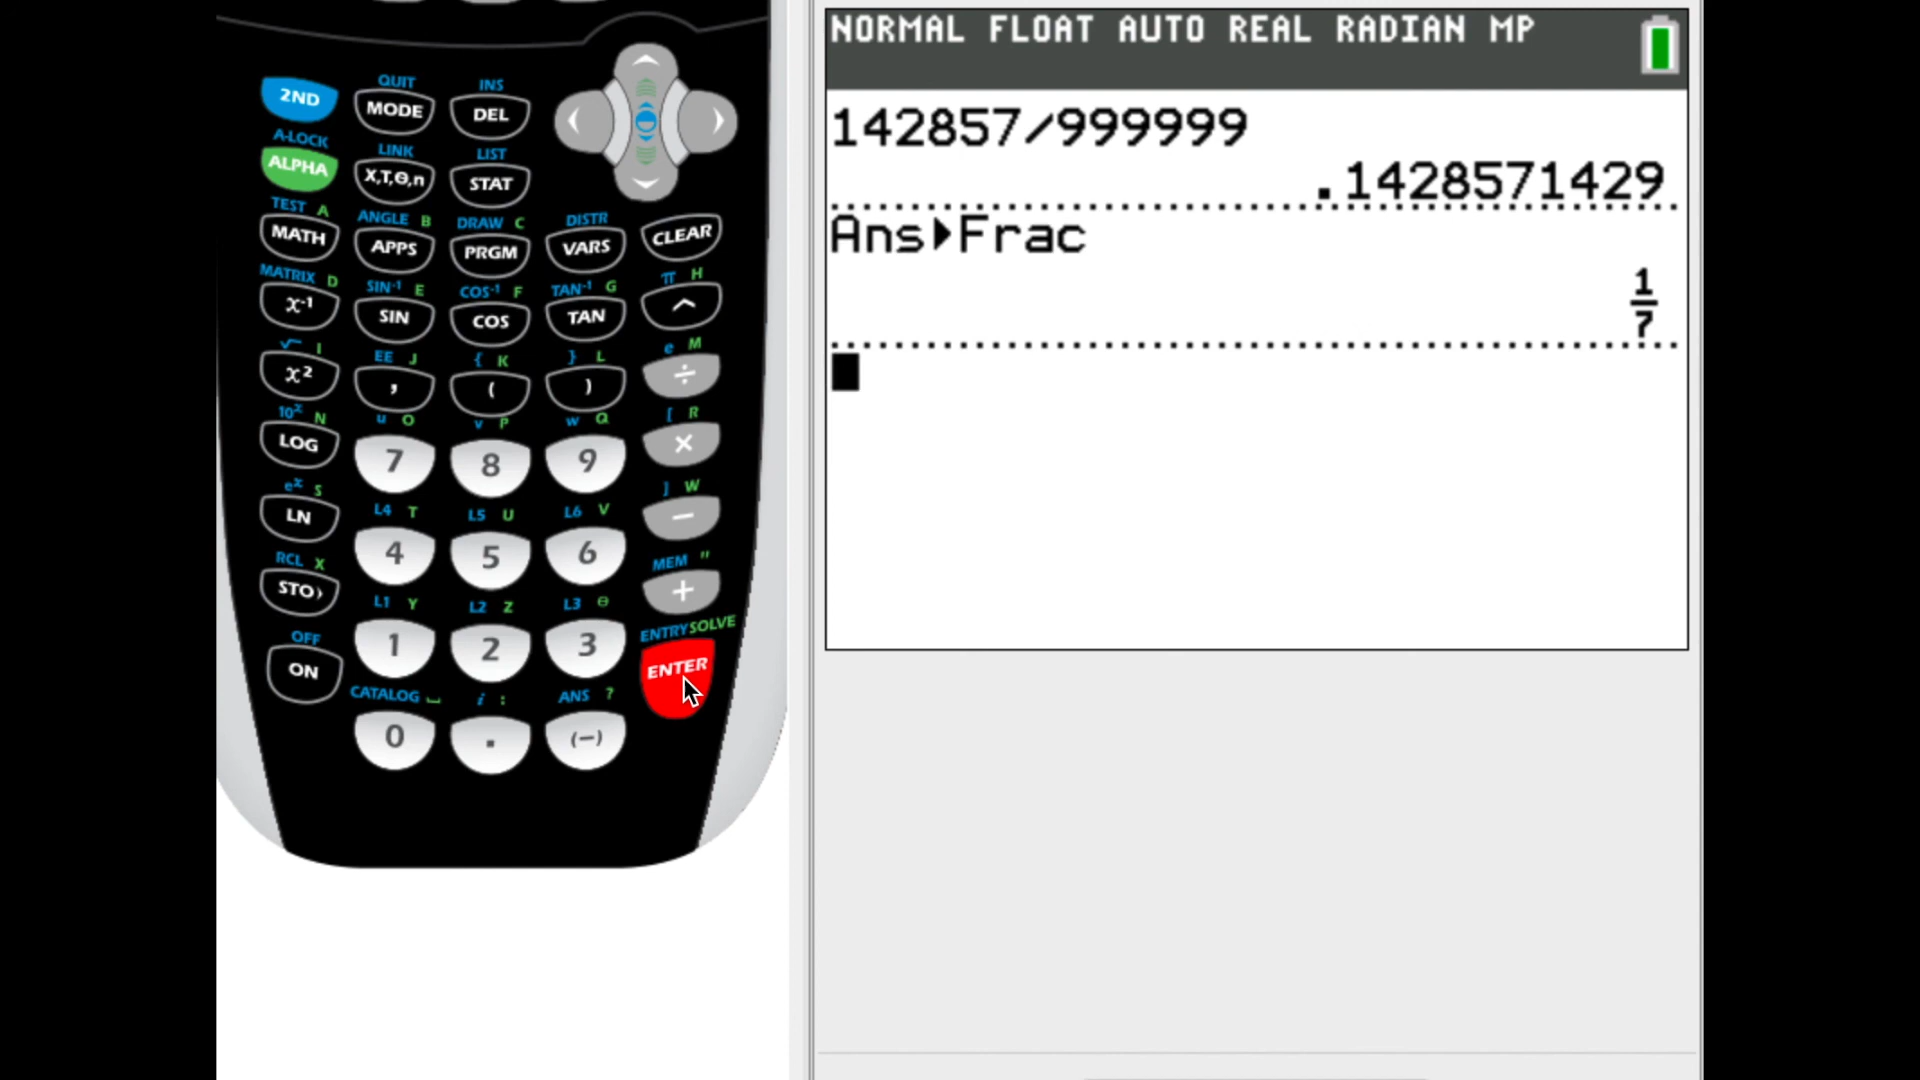 NORMAL FLOAT AUTO REAL RADIAN MP
142857/999999
.1428571429
Ans▸Frac
1
7
QUIT INS
2ND MODE DEL
A-LOCK LINK LIST
ALPHA X,T,Θ,n STAT
TEST A ANGLE B DRAW C DISTR
MATH APPS PRGM VARS CLEAR
MATRIX D SIN⁻¹ E COS⁻¹ F TAN⁻¹ G π H
x⁻¹ SIN COS TAN ^
√ I EE J { K } L e M
x² , ( ) ÷
10ˣ N u O v P w Q [ R
LOG 7 8 9 ×
eˣ S L4 T L5 U L6 V ] W
LN 4 5 6 −
RCL X L1 Y L2 Z L3 θ MEM "
STO› 1 2 3 +
OFF ENTRY SOLVE
ON ENTER
CATALOG ⎵ i : ANS ?
0 . (−)